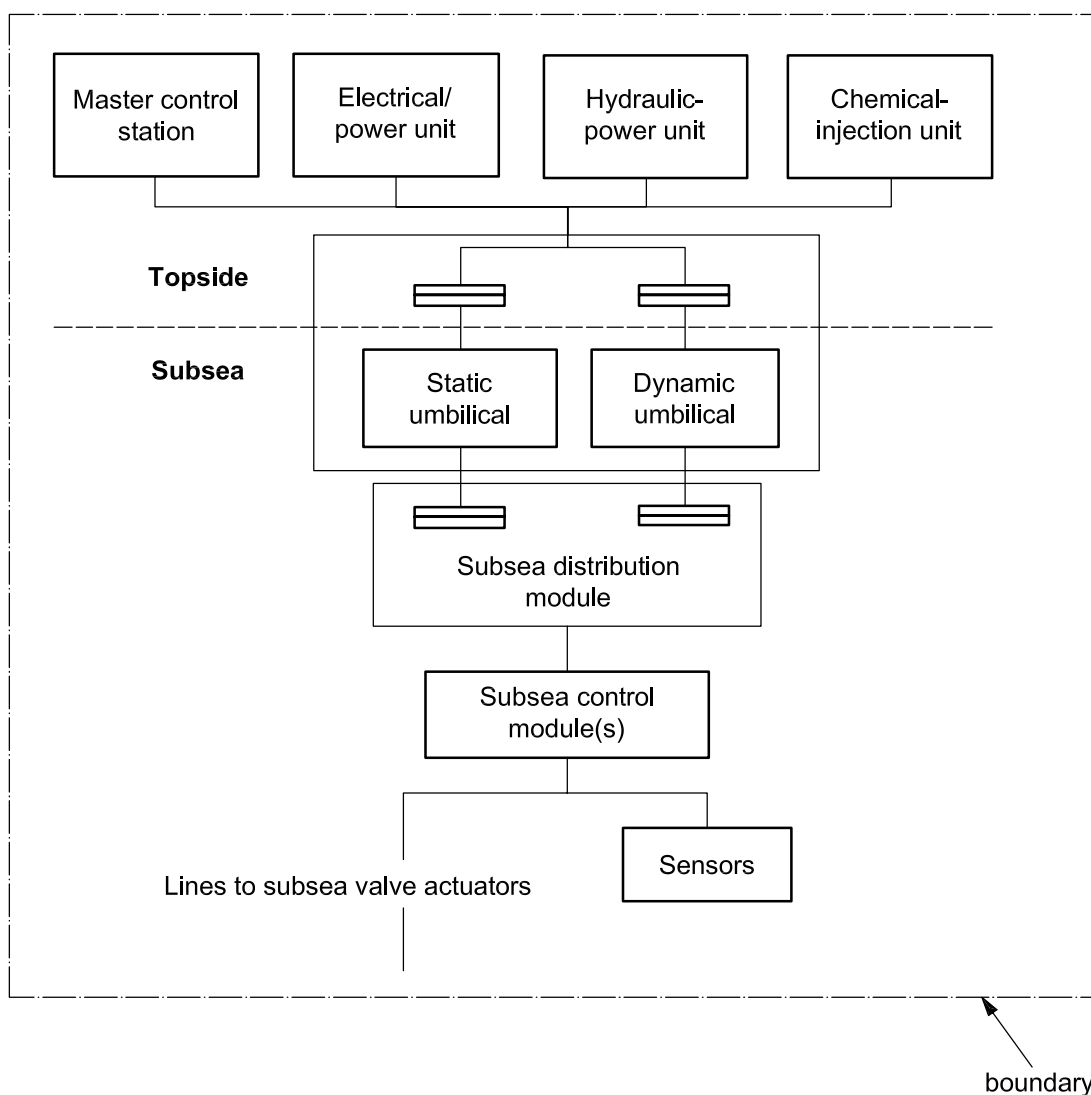 Master control
station
Electrical/
power unit
Hydraulic-
power unit
Chemical-
injection unit
Topside
Subsea
Static
umbilical
Dynamic
umbilical
Subsea distribution
module
Subsea control
module(s)
Lines to subsea valve actuators
Sensors
boundary